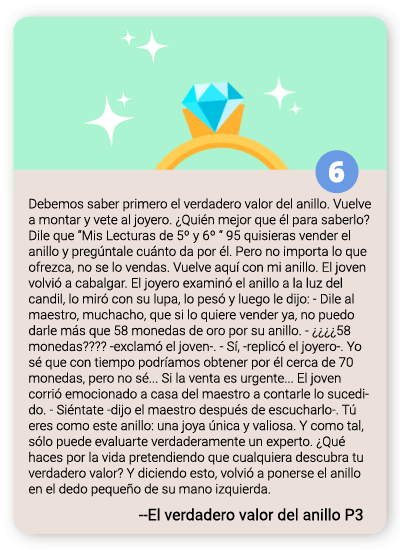 6
Debemos saber primero el verdadero valor del anillo. Vuelve
a montar y vete al joyero. ¿Quién mejor que él para saberlo?
Dile que “Mis Lecturas de 5º y 6º “ 95 quisieras vender el
anillo y pregúntale cuánto da por él. Pero no importa lo que
ofrezca, no se lo vendas. Vuelve aquí con mi anillo. El joven
volvió a cabalgar. El joyero examinó el anillo a la luz del
candil, lo miró con su lupa, lo pesó y luego le dijo: - Dile al
maestro, muchacho, que si lo quiere vender ya, no puedo
darle más que 58 monedas de oro por su anillo. - ¿¿¿¿58
monedas???? -exclamó el joven-. - Sí, -replicó el joyero-. Yo
sé que con tiempo podríamos obtener por él cerca de 70
monedas, pero no sé... Si la venta es urgente... El joven
corrió emocionado a casa del maestro a contarle lo sucedi-
do. - Siéntate -dijo el maestro después de escucharlo-. Tú
eres como este anillo: una joya única y valiosa. Y como tal,
sólo puede evaluarte verdaderamente un experto. ¿Qué
haces por la vida pretendiendo que cualquiera descubra tu
verdadero valor? Y diciendo esto, volvió a ponerse el anillo
en el dedo pequeño de su mano izquierda.
--El verdadero valor del anillo P3